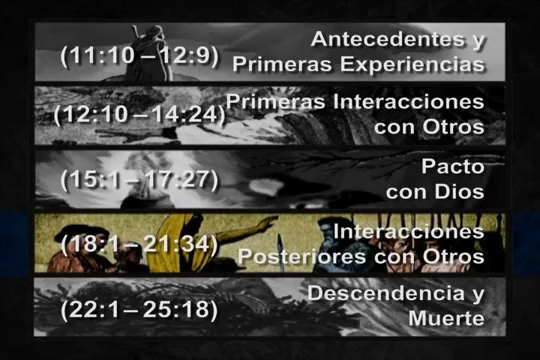 (11:10 – 12:9) Antecedentes y
Primeras Experiencias
(12:10 – 14:24) Primeras Interacciones
con Otros
(15:1 – 17:27) Pacto
con Dios
(18:1 – 21:34) Interacciones
Posteriores con Otros
(22:1 – 25:18) Descendencia y
Muerte